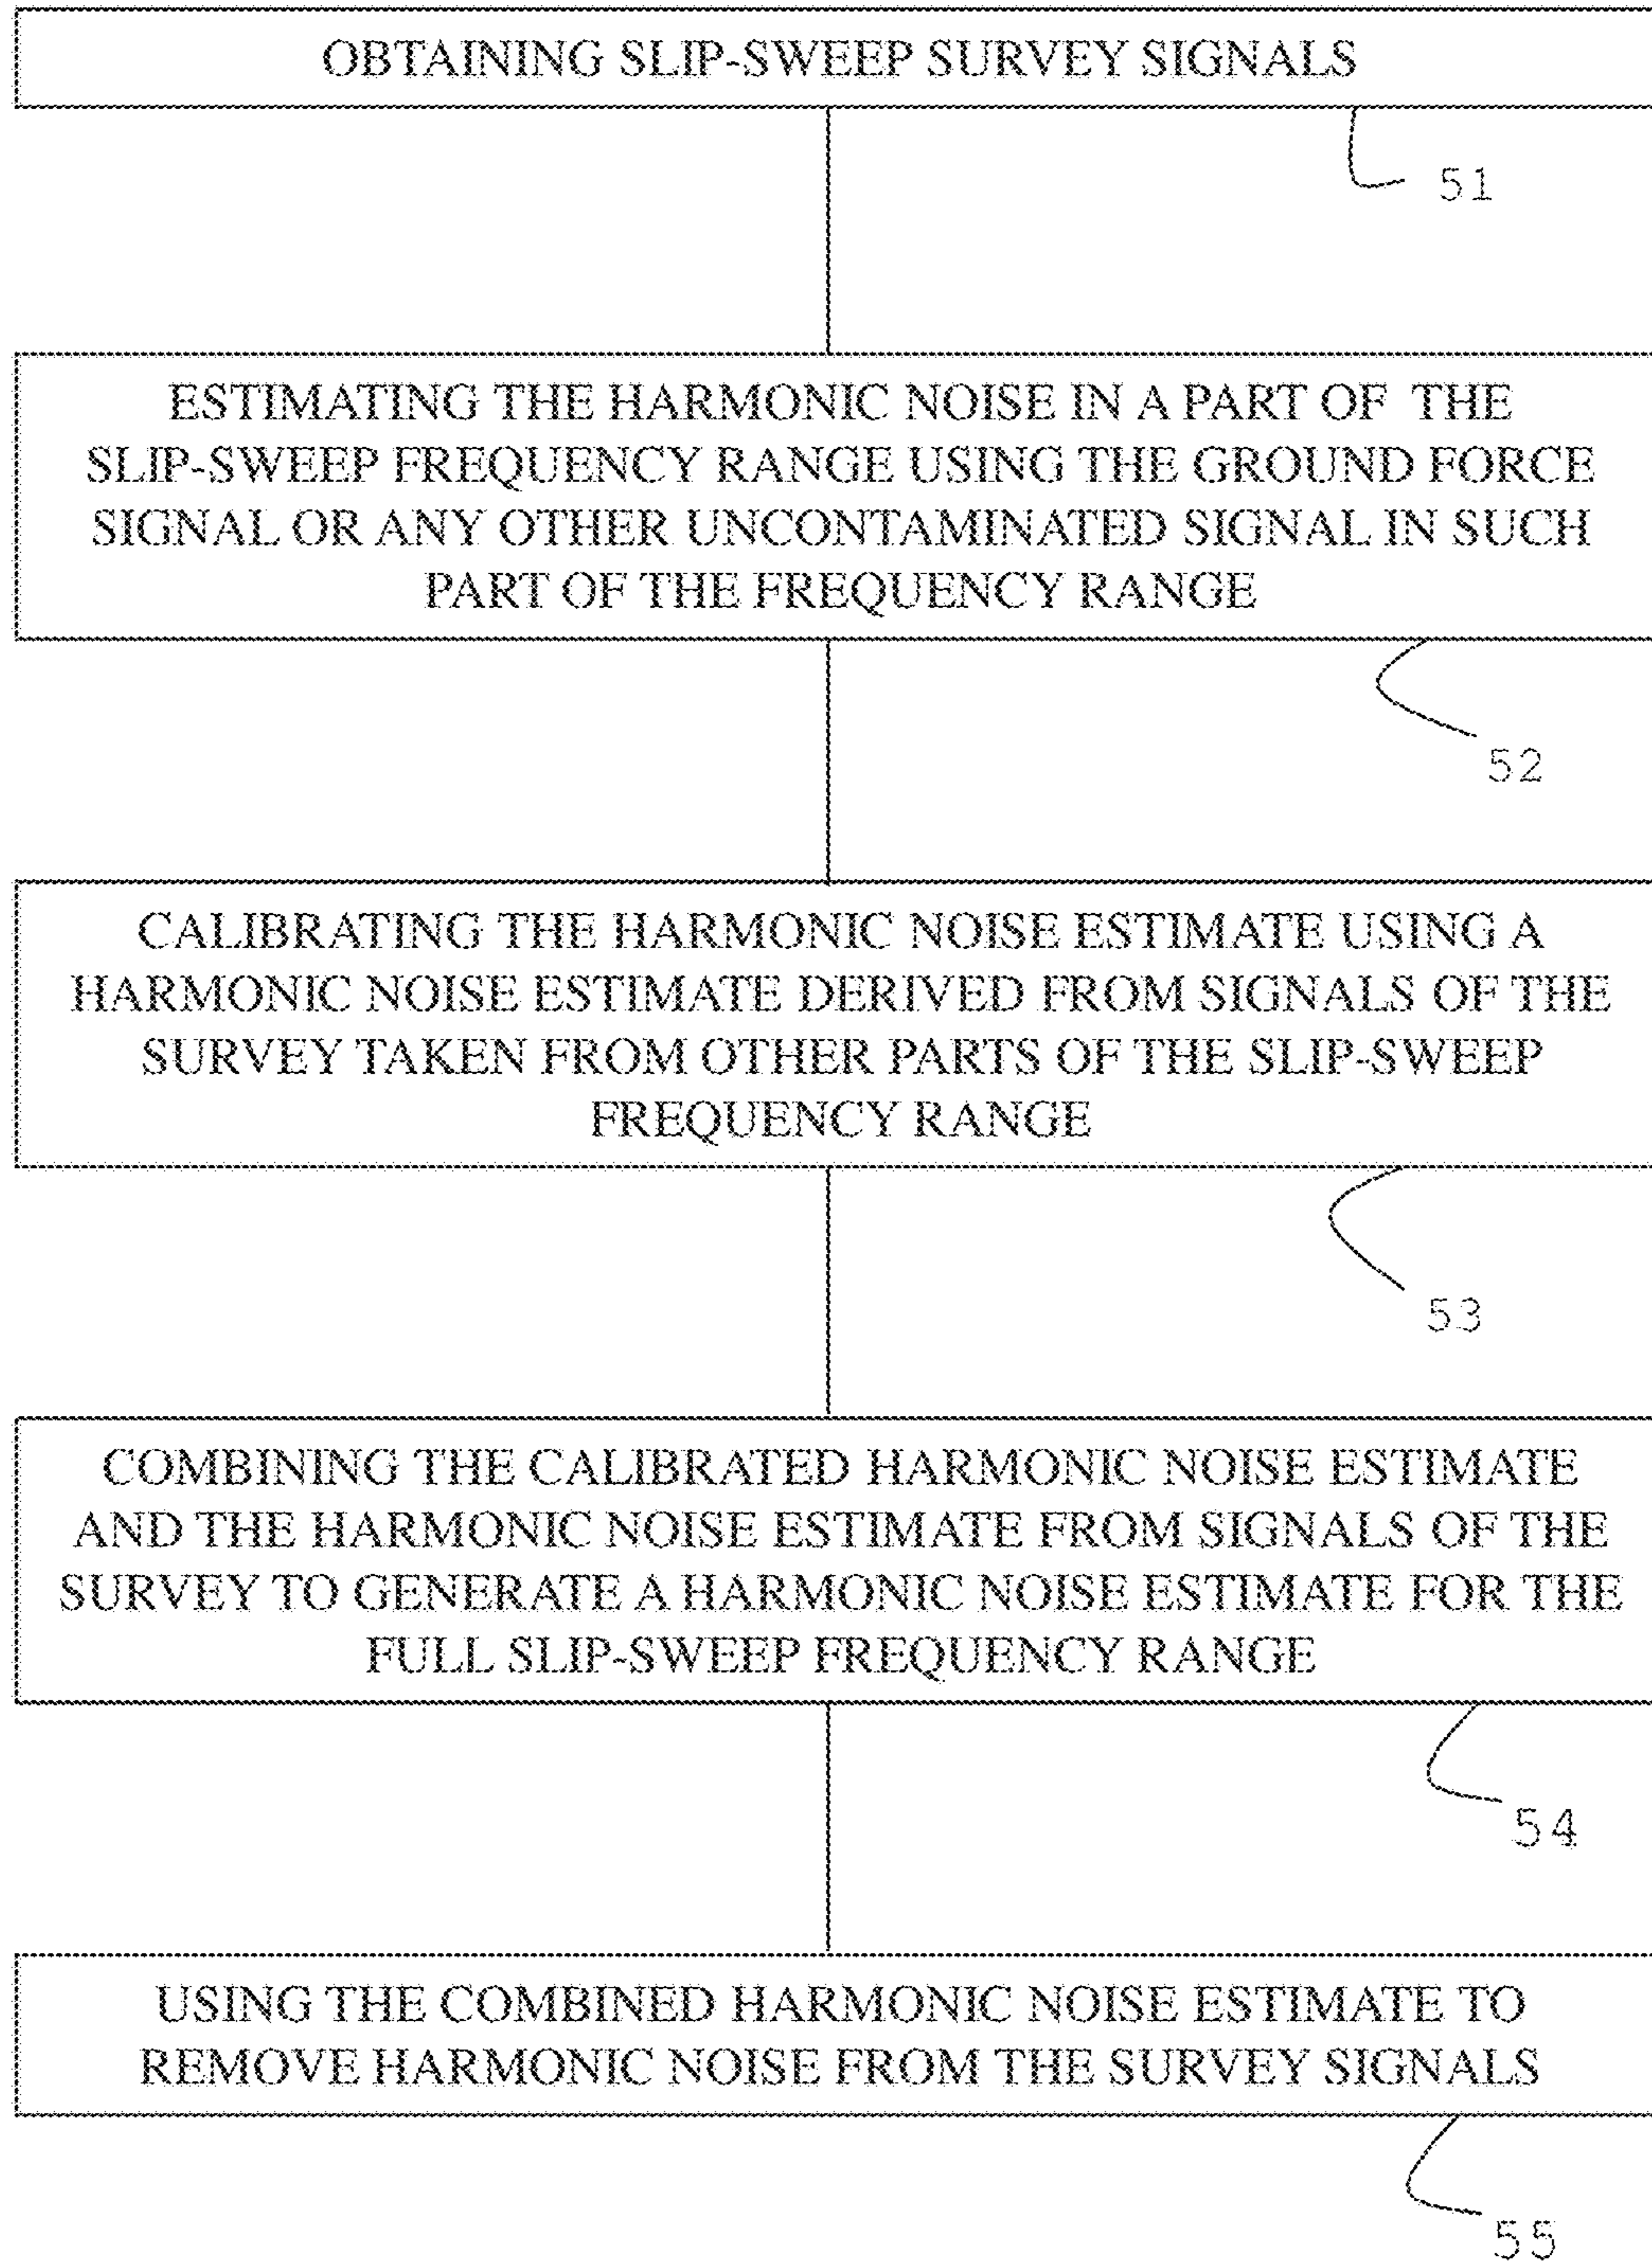 OBTAINING SLIP-SWEEP SURVEY SIGNALS
51
ESTIMATING THE HARMONIC NOISE IN A PART OF THE
SLIP-SWEEP FREQUENCY RANGE USING THE GROUND FORCE
SIGNAL OR ANY OTHER UNCONTAMINATED SIGNAL IN SUCH
PART OF THE FREQUENCY RANGE
52
CALIBRATING THE HARMONIC NOISE ESTIMATE USING A
HARMONIC NOISE ESTIMATE DERIVED FROM SIGNALS OF THE
SURVEY TAKEN FROM OTHER PARTS OF THE SLIP-SWEEP
FREQUENCY RANGE
53
COMBINING THE CALIBRATED HARMONIC NOISE ESTIMATE
AND THE HARMONIC NOISE ESTIMATE FROM SIGNALS OF THE
SURVEY TO GENERATE A HARMONIC NOISE ESTIMATE FOR THE
FULL SLIP-SWEEP FREQUENCY RANGE
54
USING THE COMBINED HARMONIC NOISE ESTIMATE TO
REMOVE HARMONIC NOISE FROM THE SURVEY SIGNALS
55